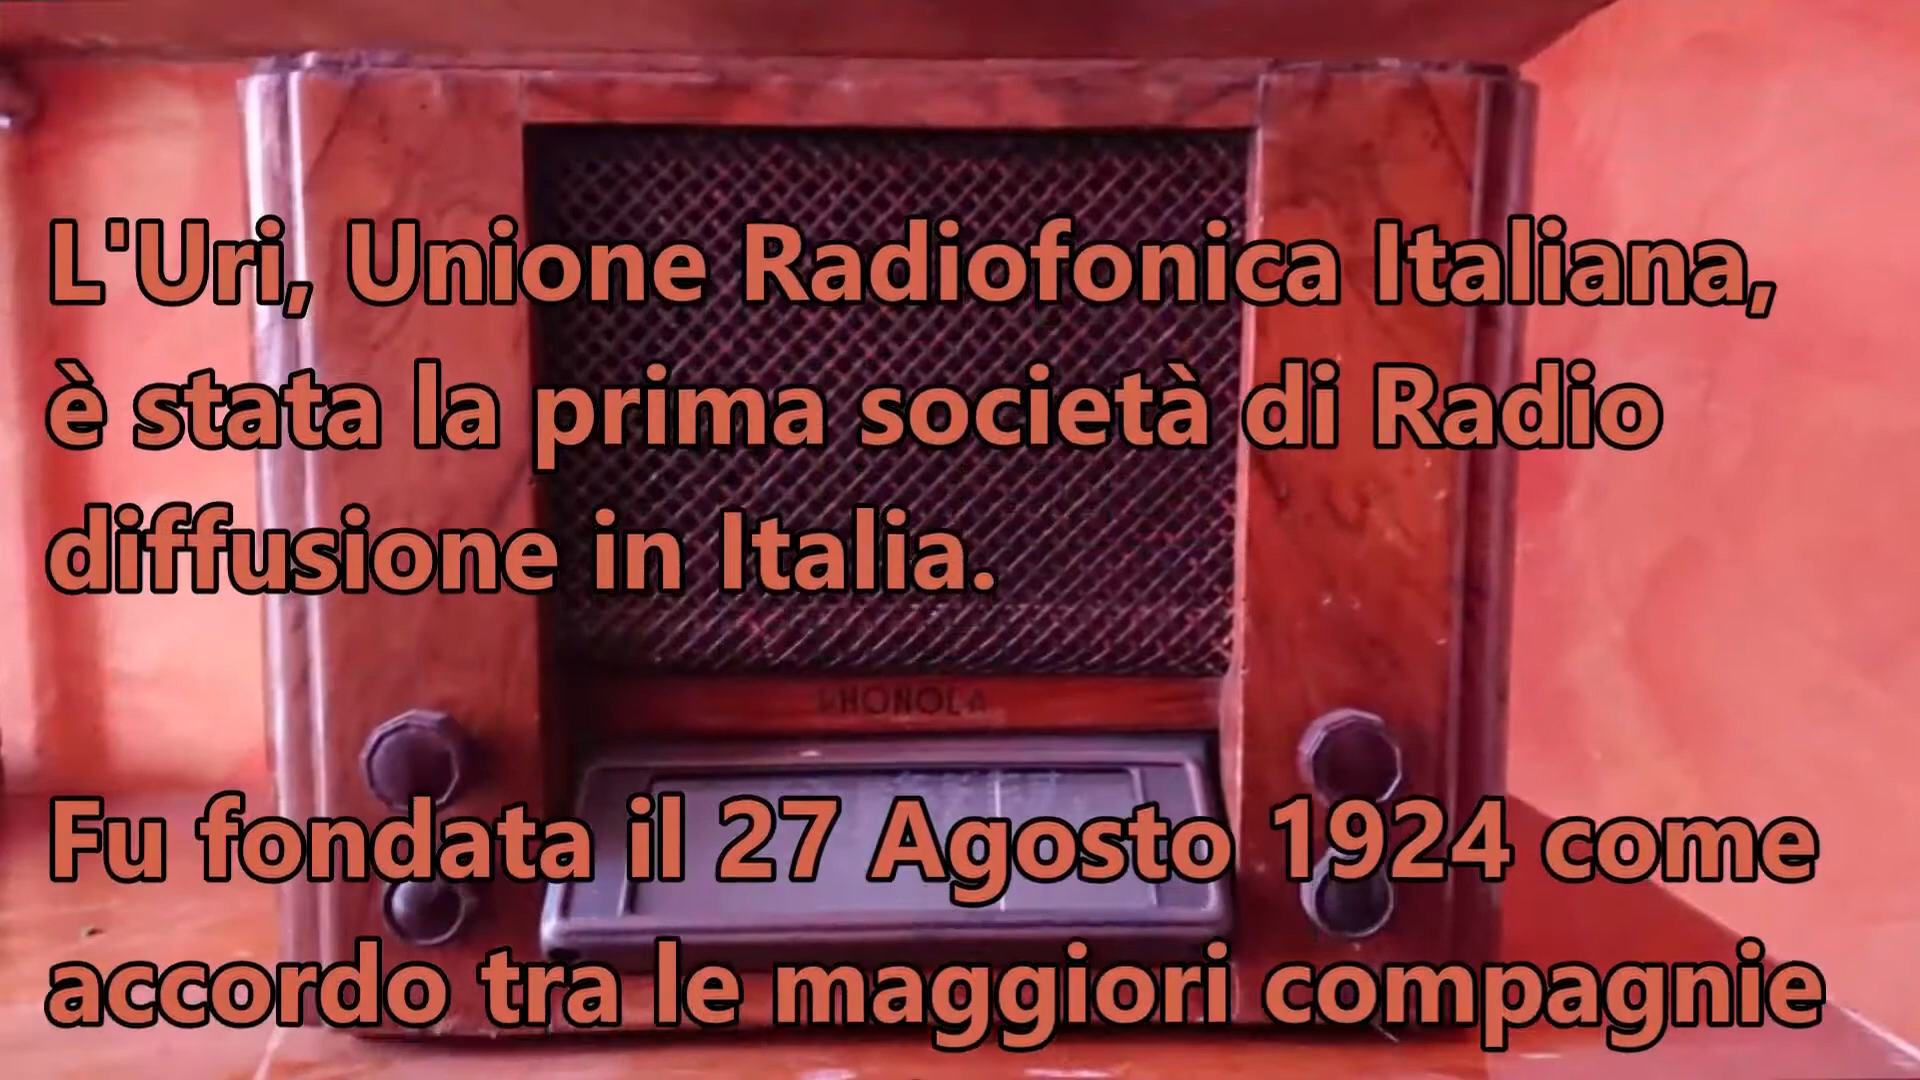 L'Uri, Unione Radiofonica Italiana,
è stata la prima società di Radio
diffusione in Italia.
PHONOLA
Fu fondata il 27 Agosto 1924 come
accordo tra le maggiori compagnie